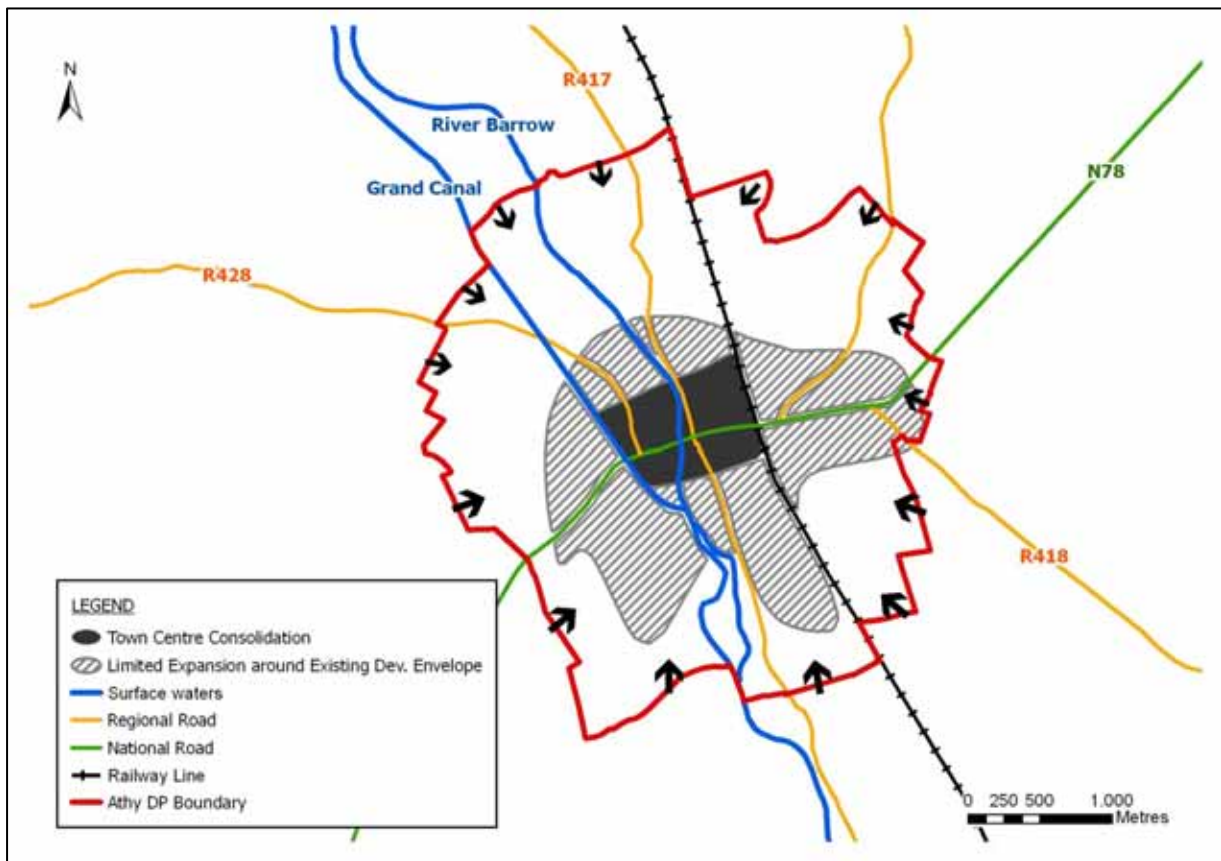 N
R417
River Barrow
Grand Canal
N78
R428
R418
LEGEND
Town Centre Consolidation
Limited Expansion around Existing Dev. Envelope
Surface waters
Regional Road
National Road
Railway Line
Athy DP Boundary
0 250 500 1.000
Metres